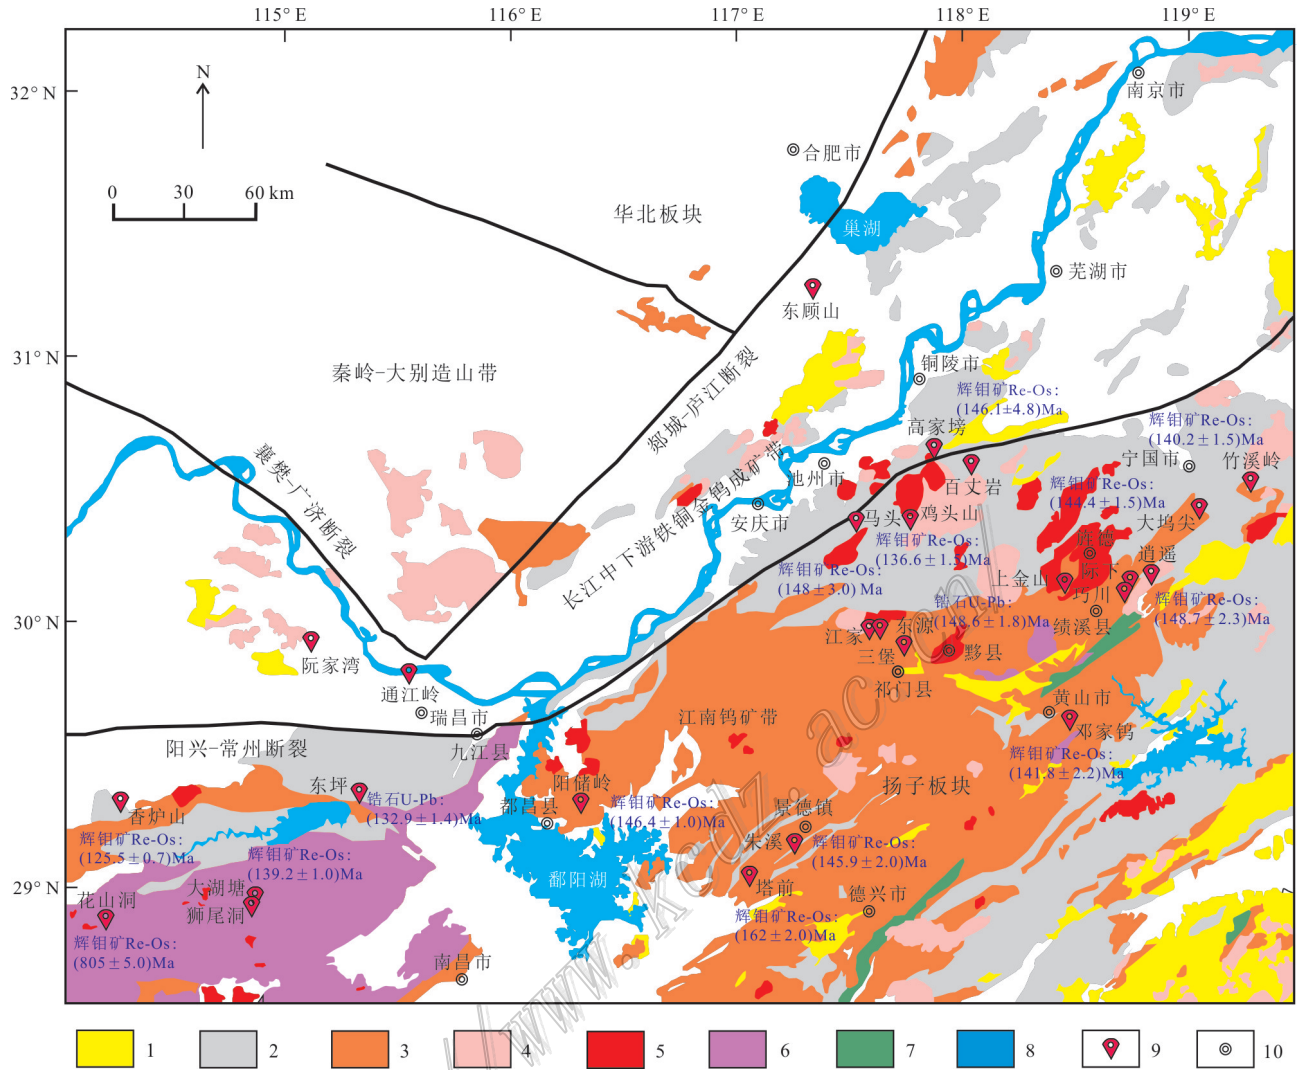 115° E
116° E
117° E
118° E
119° E
32° N
31° N
30° N
29° N
N
0 30 60 km
南京市
合肥市
华北板块
巢湖
芜湖市
东顾山
秦岭-大别造山带
郯城-庐江断裂
铜陵市
辉钼矿Re-Os:
(146.1±4.8)Ma
高家塝
辉钼矿Re-Os:
(140.2±1.5)Ma
宁国市
竹溪岭
襄樊-广济断裂
长江中下游铁铜金钨成矿带
池州市
百丈岩
安庆市
马头
鸡头山
辉钼矿Re-Os:
(144.4±1.5)Ma
大坞尖
辉钼矿Re-Os:
(136.6±1.5)Ma
旌德
逍遥
际下
上金山
巧川
辉钼矿Re-Os:
(148±3.0) Ma
锆石U-Pb:
(148.6±1.8)Ma
辉钼矿Re-Os:
(148.7±2.3)Ma
绩溪县
江家
东源
三堡
黟县
祁门县
阮家湾
通江岭
瑞昌市
九江县
阳兴-常州断裂
江南钨矿带
黄山市
邓家钨
辉钼矿Re-Os:
(141.8±2.2)Ma
扬子板块
东坪
锆石U-Pb:
(132.9±1.4)Ma
阳储岭
都昌县
辉钼矿Re-Os:
(146.4±1.0)Ma
景德镇
朱溪
辉钼矿Re-Os:
(145.9±2.0)Ma
香炉山
辉钼矿Re-Os:
(125.5±0.7)Ma
辉钼矿Re-Os:
(139.2±1.0)Ma
大湖塘
狮尾洞
花山洞
辉钼矿Re-Os:
(805±5.0)Ma
鄱阳湖
塔前
德兴市
辉钼矿Re-Os:
(162±2.0)Ma
南昌市
//www.kcdz.ac.cn/
1 2 3 4 5 6 7 8 9 10